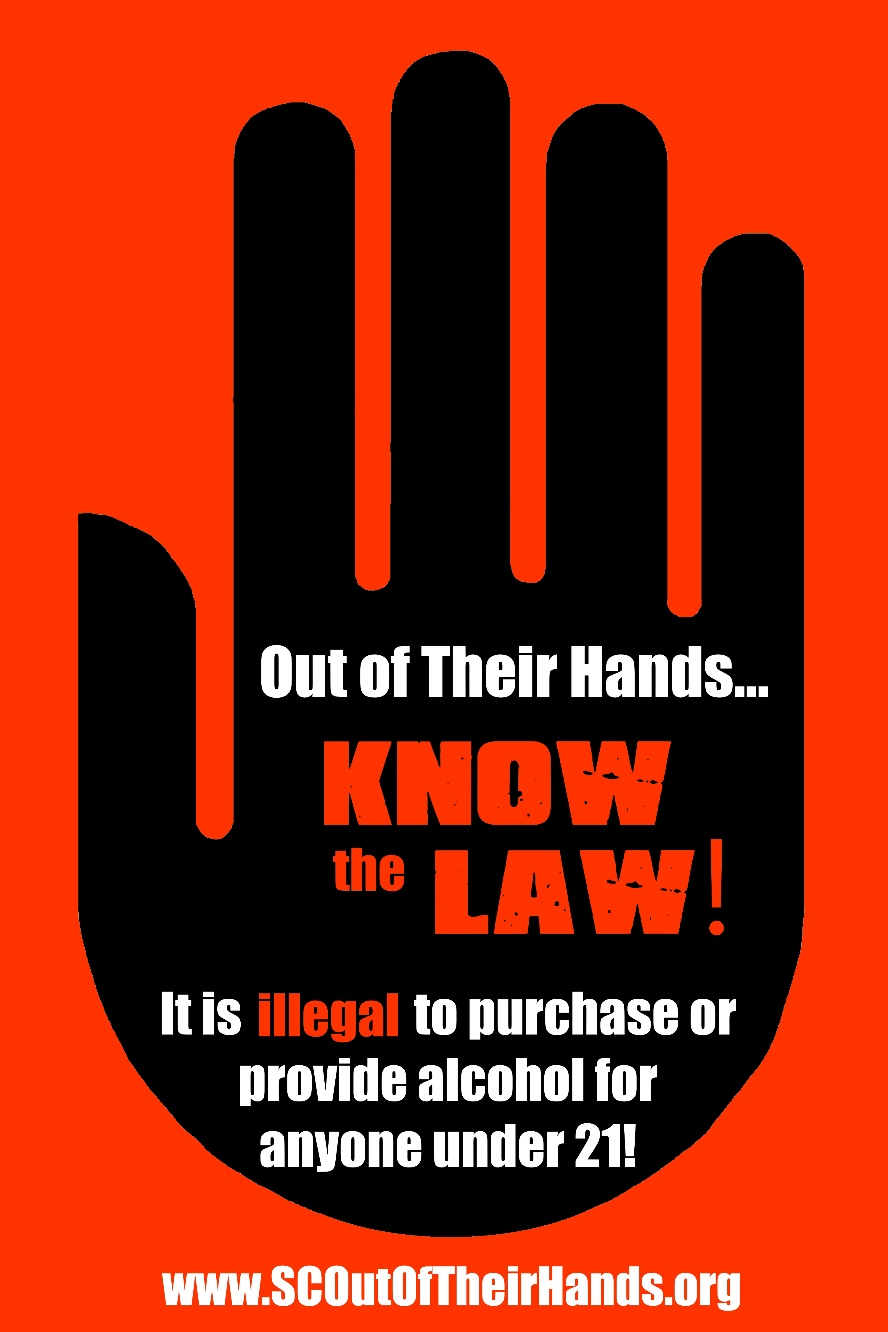 Out of Their Hands...
KNOW
the LAW!
It is illegal to purchase or
provide alcohol for
anyone under 21!
www.SCOutOfTheirHands.org